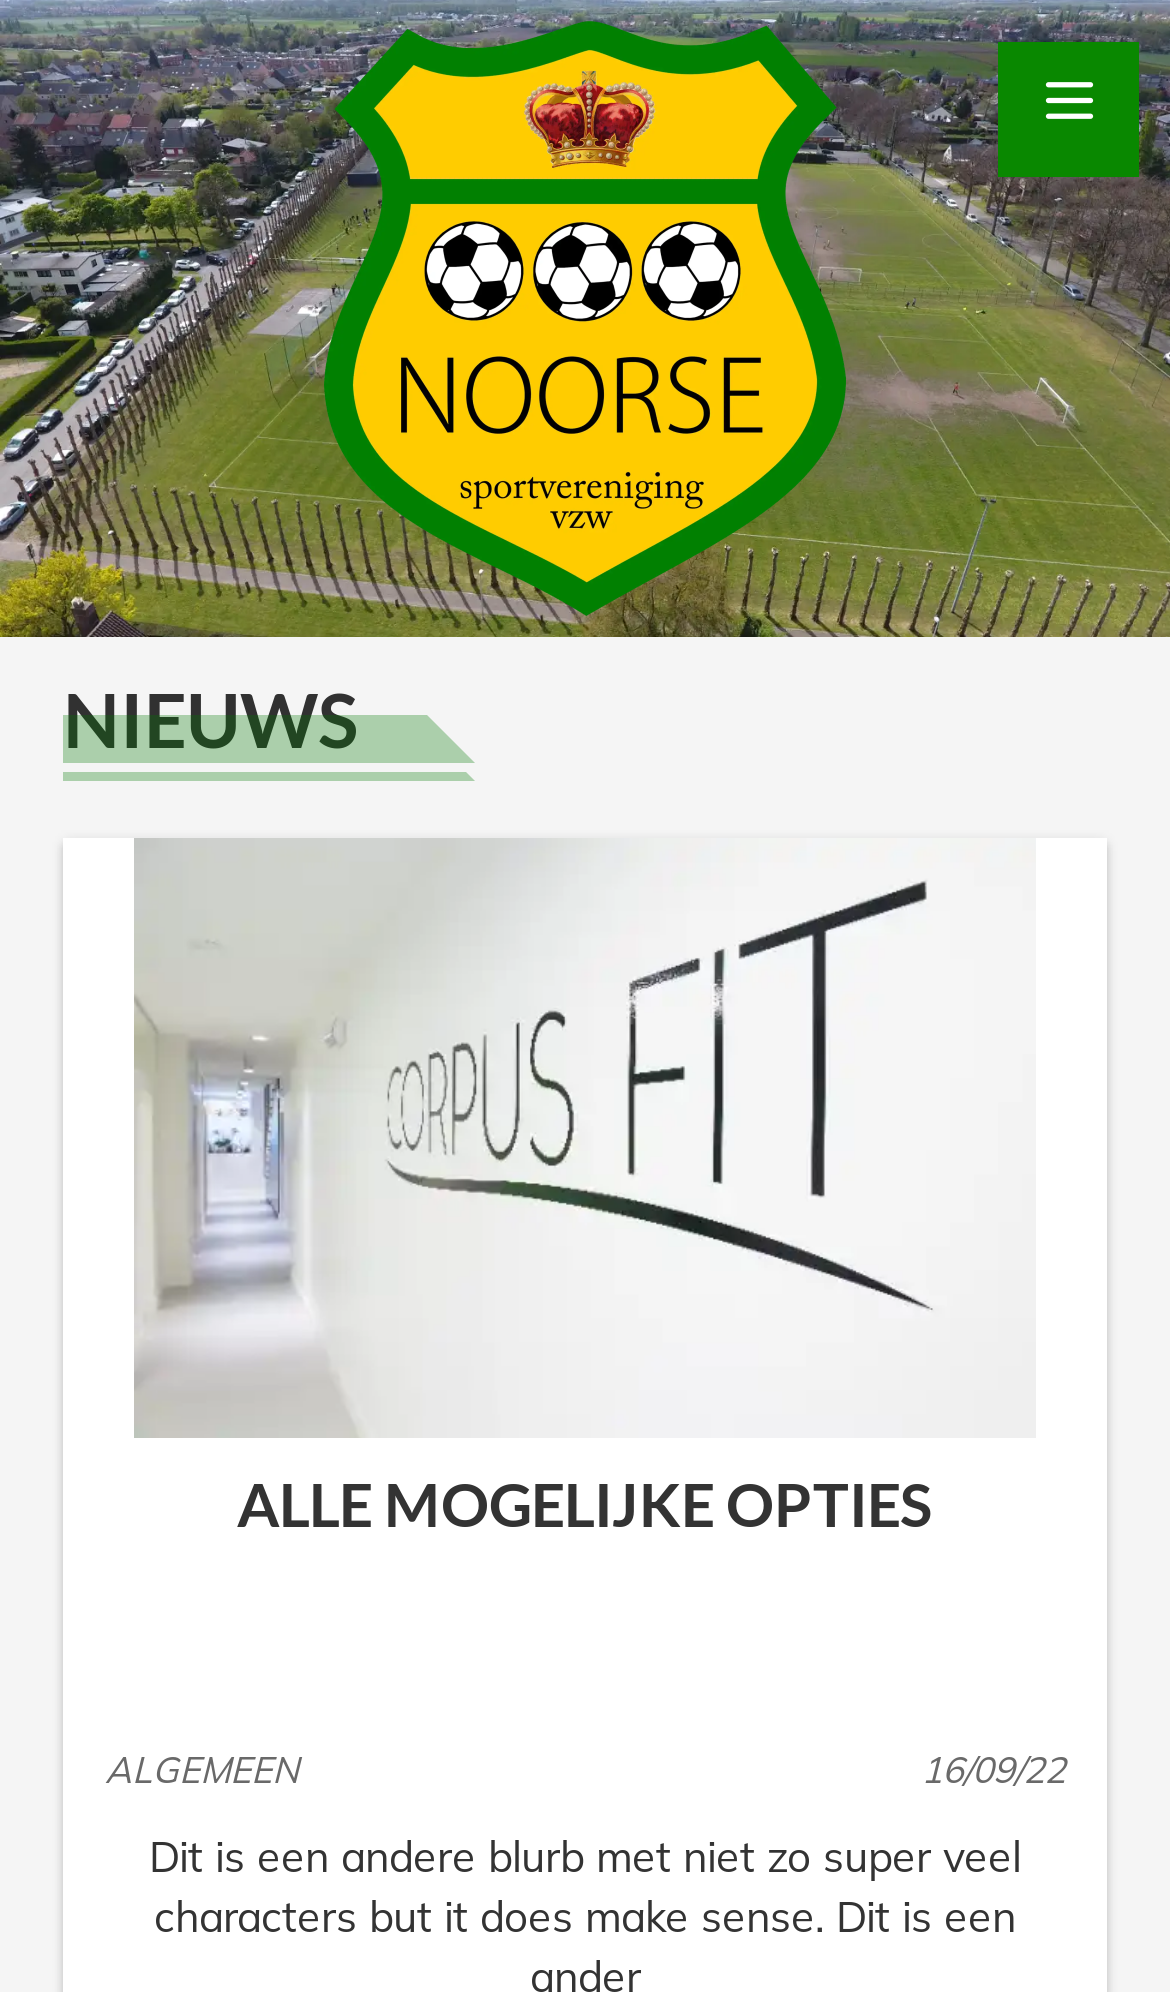 NOORSE
sportvereniging
vzw
NIEUWS
CORPUS FIT
ALLE MOGELIJKE OPTIES
ALGEMEEN
16/09/22
Dit is een andere blurb met niet zo super veel
characters but it does make sense. Dit is een
ander